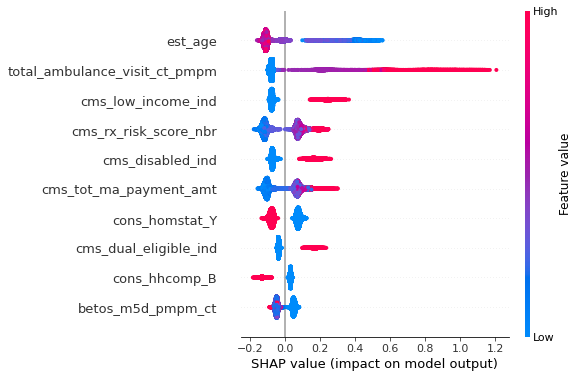 High
est_age
total_ambulance_visit_ct_pmpm
cms_low_income_ind
cms_rx_risk_score_nbr
cms_disabled_ind
cms_tot_ma_payment_amt
cons_homstat_Y
cms_dual_eligible_ind
cons_hhcomp_B
betos_m5d_pmpm_ct
Feature value
Low
−0.2 0.0 0.2 0.4 0.6 0.8 1.0 1.2
SHAP value (impact on model output)